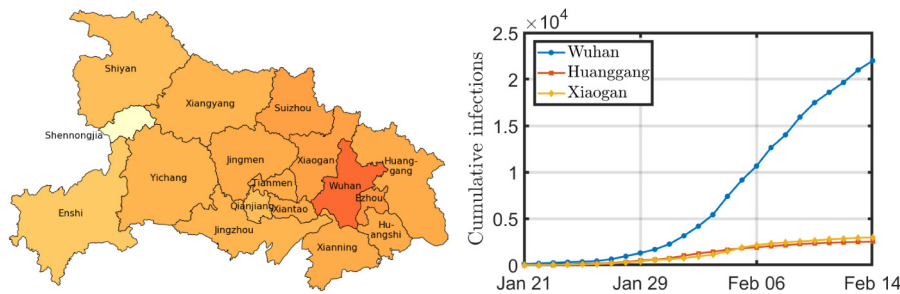 Shiyan
Xiangyang
Suizhou
Shennongjia
Jingmen
Xiaogan
Huang-
gang
Yichang
Tianmen
Wuhan
Enshi
Qianjiang
Xiantao
Ezhou
Jingzhou
Hu-
angshi
Xianning
×10⁴
2.5
2
1.5
1
0.5
0
Cumulative infections
Wuhan
Huanggang
Xiaogan
Jan 21
Jan 29
Feb 06
Feb 14